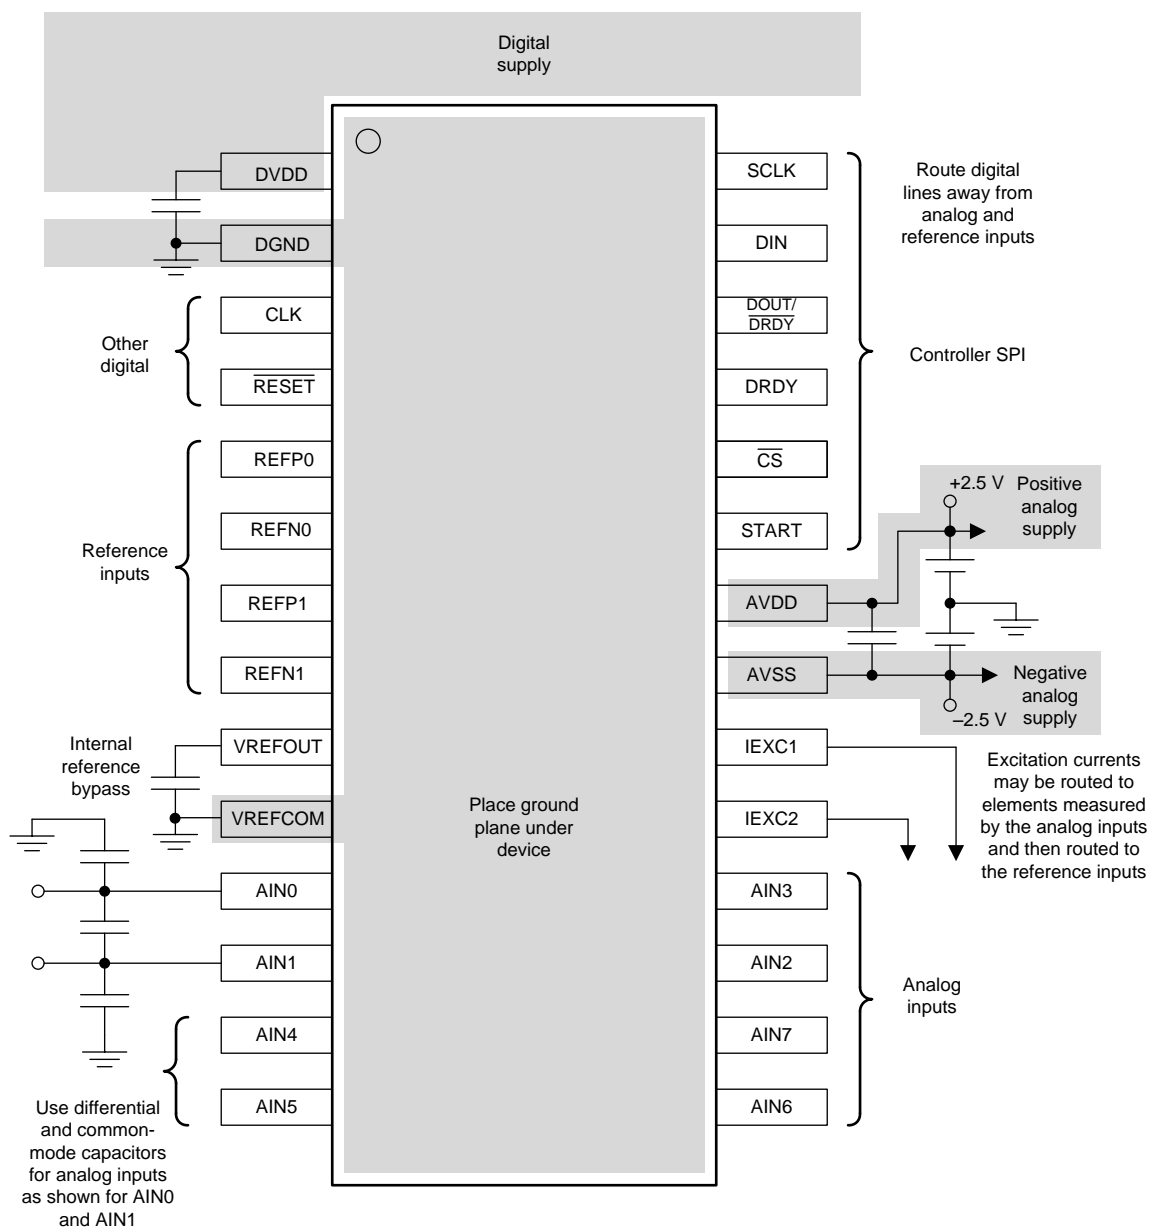 Digital
supply
DVDD
DGND
CLK
RESET
Other
digital
REFP0
REFN0
REFP1
REFN1
Reference
inputs
VREFOUT
VREFCOM
Internal
reference
bypass
AIN0
AIN1
AIN4
AIN5
Use differential
and common-
mode capacitors
for analog inputs
as shown for AIN0
and AIN1
Place ground
plane under
device
SCLK
DIN
DOUT/
DRDY
DRDY
CS
START
Route digital
lines away from
analog and
reference inputs
Controller SPI
AVDD
AVSS
+2.5 V
Positive
analog
supply
Negative
analog
supply
–2.5 V
IEXC1
IEXC2
Excitation currents
may be routed to
elements measured
by the analog inputs
and then routed to
the reference inputs
AIN3
AIN2
AIN7
AIN6
Analog
inputs